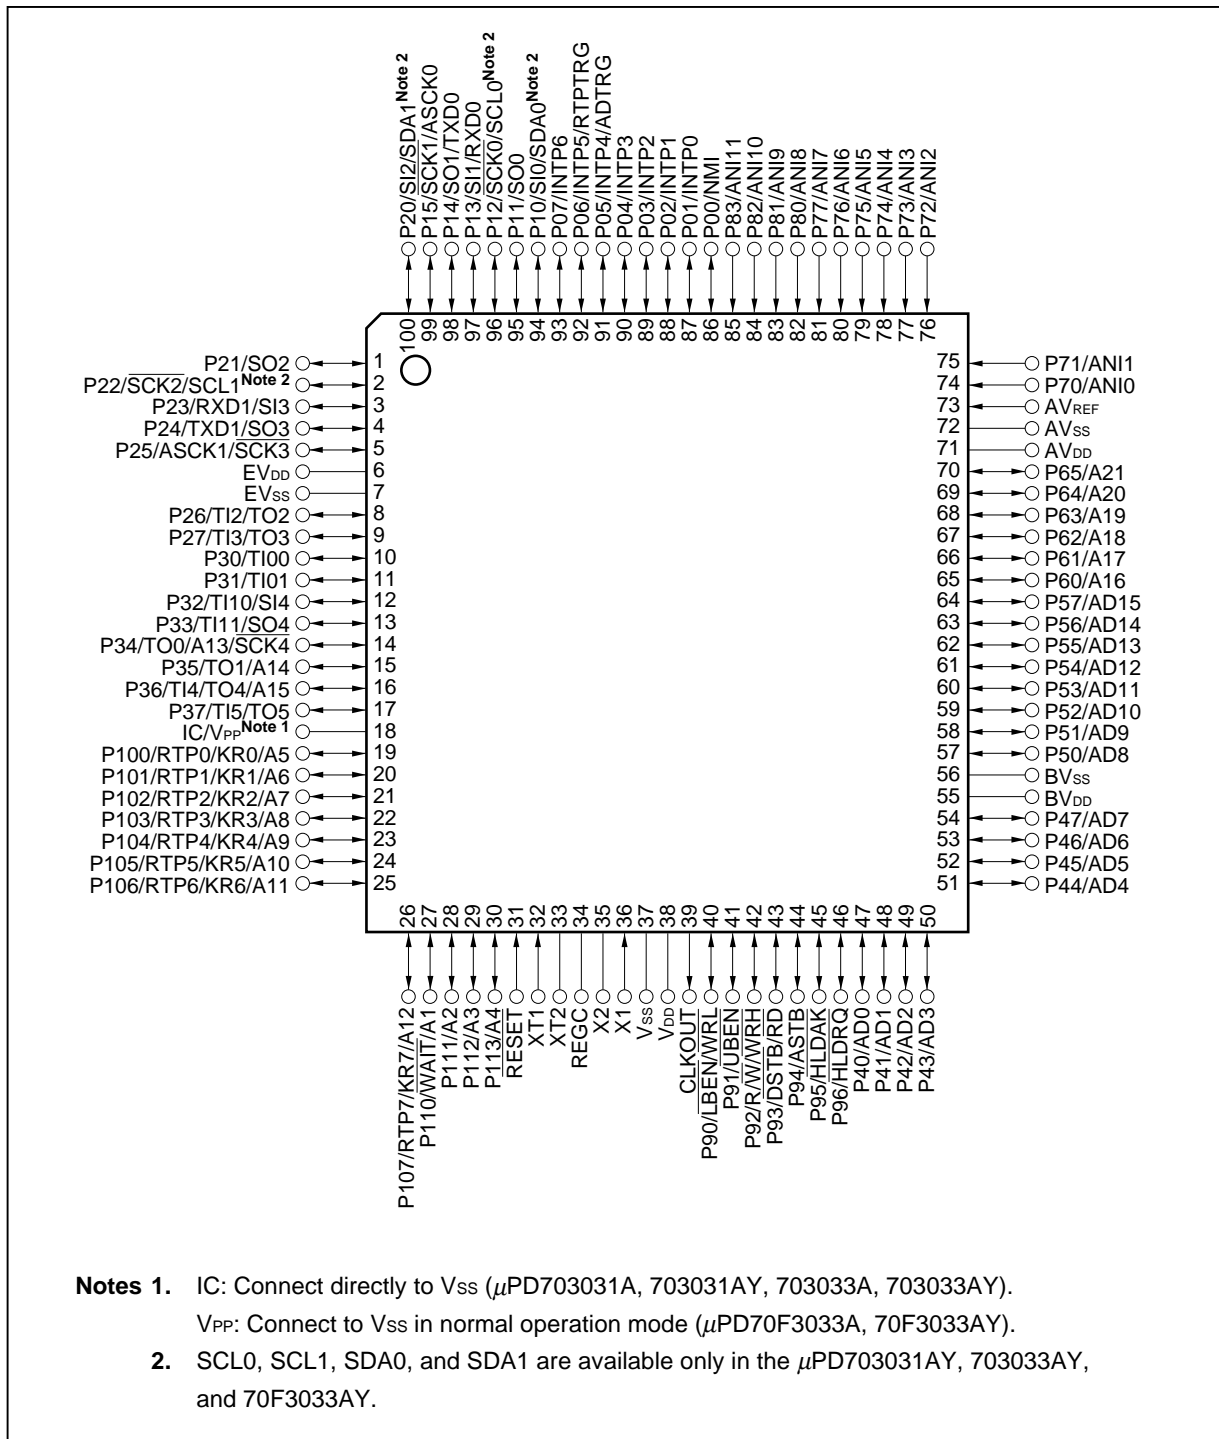 P20/SI2/SDA1Note 2
P15/SCK1/ASCK0
P14/SO1/TXD0
P13/SI1/RXD0
P12/SCK0/SCL0Note 2
P11/SO0
P10/SI0/SDA0Note 2
P07/INTP6
P06/INTP5/RTPTRG
P05/INTP4/ADTRG
P04/INTP3
P03/INTP2
P02/INTP1
P01/INTP0
P00/NMI
P83/ANI11
P82/ANI10
P81/ANI9
P80/ANI8
P77/ANI7
P76/ANI6
P75/ANI5
P74/ANI4
P73/ANI3
P72/ANI2
100
99
98
97
96
95
94
93
92
91
90
89
88
87
86
85
84
83
82
81
80
79
78
77
76
P21/SO2 1
P22/SCK2/SCL1Note 2 2
P23/RXD1/SI3 3
P24/TXD1/SO3 4
P25/ASCK1/SCK3 5
EVDD 6
EVSS 7
P26/TI2/TO2 8
P27/TI3/TO3 9
P30/TI00 10
P31/TI01 11
P32/TI10/SI4 12
P33/TI11/SO4 13
P34/TO0/A13/SCK4 14
P35/TO1/A14 15
P36/TI4/TO4/A15 16
P37/TI5/TO5 17
IC/VPPNote 1 18
P100/RTP0/KR0/A5 19
P101/RTP1/KR1/A6 20
P102/RTP2/KR2/A7 21
P103/RTP3/KR3/A8 22
P104/RTP4/KR4/A9 23
P105/RTP5/KR5/A10 24
P106/RTP6/KR6/A11 25
75 P71/ANI1
74 P70/ANI0
73 AVREF
72 AVSS
71 AVDD
70 P65/A21
69 P64/A20
68 P63/A19
67 P62/A18
66 P61/A17
65 P60/A16
64 P57/AD15
63 P56/AD14
62 P55/AD13
61 P54/AD12
60 P53/AD11
59 P52/AD10
58 P51/AD9
57 P50/AD8
56 BVSS
55 BVDD
54 P47/AD7
53 P46/AD6
52 P45/AD5
51 P44/AD4
26
27
28
29
30
31
32
33
34
35
36
37
38
39
40
41
42
43
44
45
46
47
48
49
50
P107/RTP7/KR7/A12
P110/WAIT/A1
P111/A2
P112/A3
P113/A4
RESET
XT1
XT2
REGC
X2
X1
VSS
VDD
CLKOUT
P90/LBEN/WRL
P91/UBEN
P92/R/W/WRH
P93/DSTB/RD
P94/ASTB
P95/HLDAK
P96/HLDRQ
P40/AD0
P41/AD1
P42/AD2
P43/AD3
Notes 1. IC: Connect directly to VSS (μPD703031A, 703031AY, 703033A, 703033AY).
VPP: Connect to VSS in normal operation mode (μPD70F3033A, 70F3033AY).
2. SCL0, SCL1, SDA0, and SDA1 are available only in the μPD703031AY, 703033AY,
and 70F3033AY.